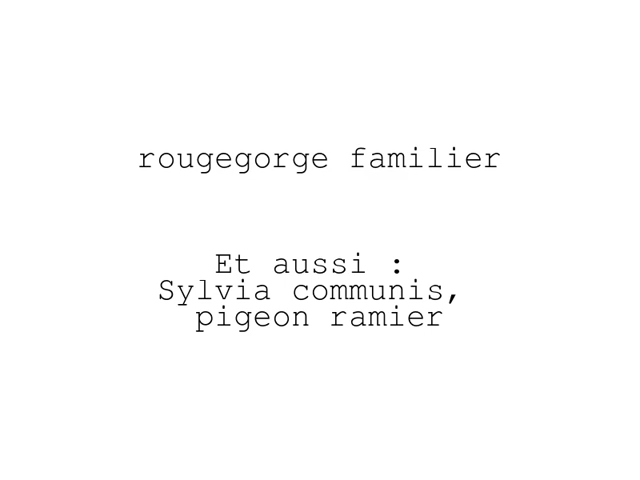 rougegorge familier
Et aussi :
Sylvia communis,
pigeon ramier